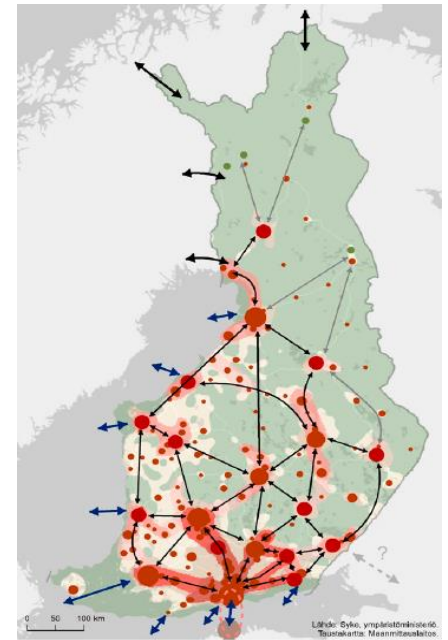 ?
0 50 100 km
Lähde: Syke, ympäristöministeriö.
Taustakartta: Maanmittauslaitos.